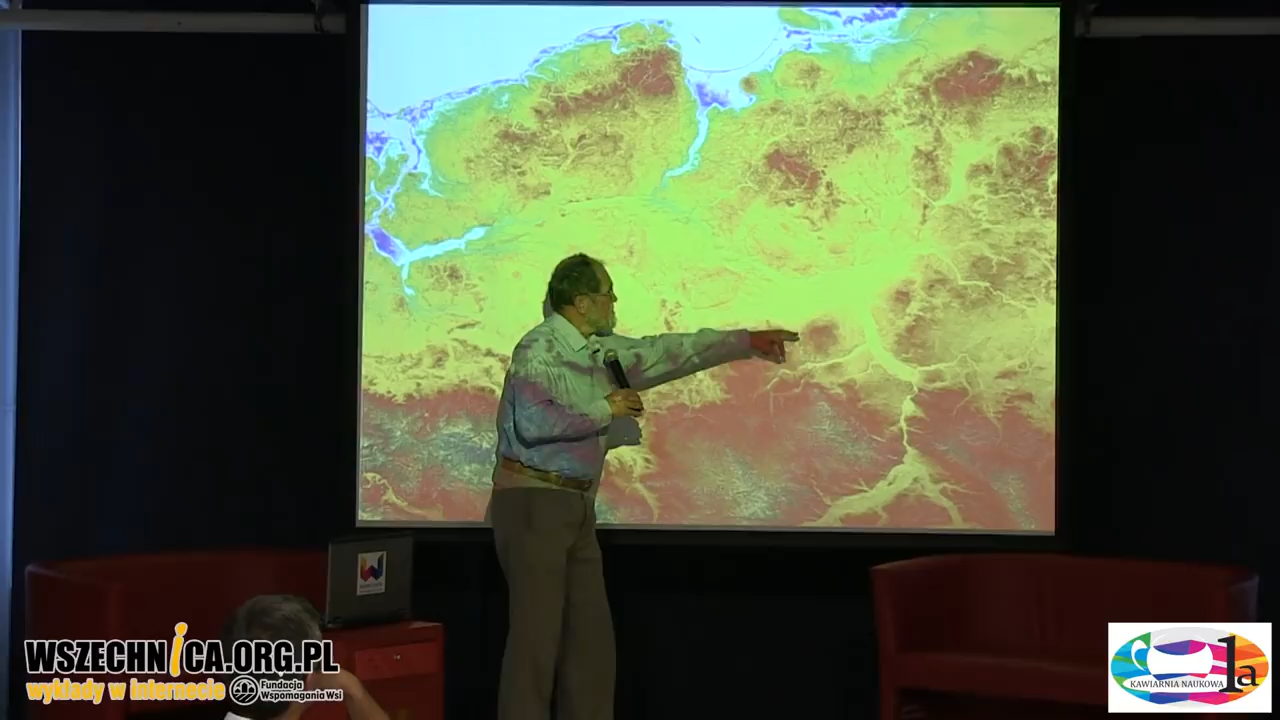 WSZECHNiCA.ORG.PL
wykłady w internecie
Fundacja
Wspomagania Wsi
KAWIARNIA NAUKOWA
1a